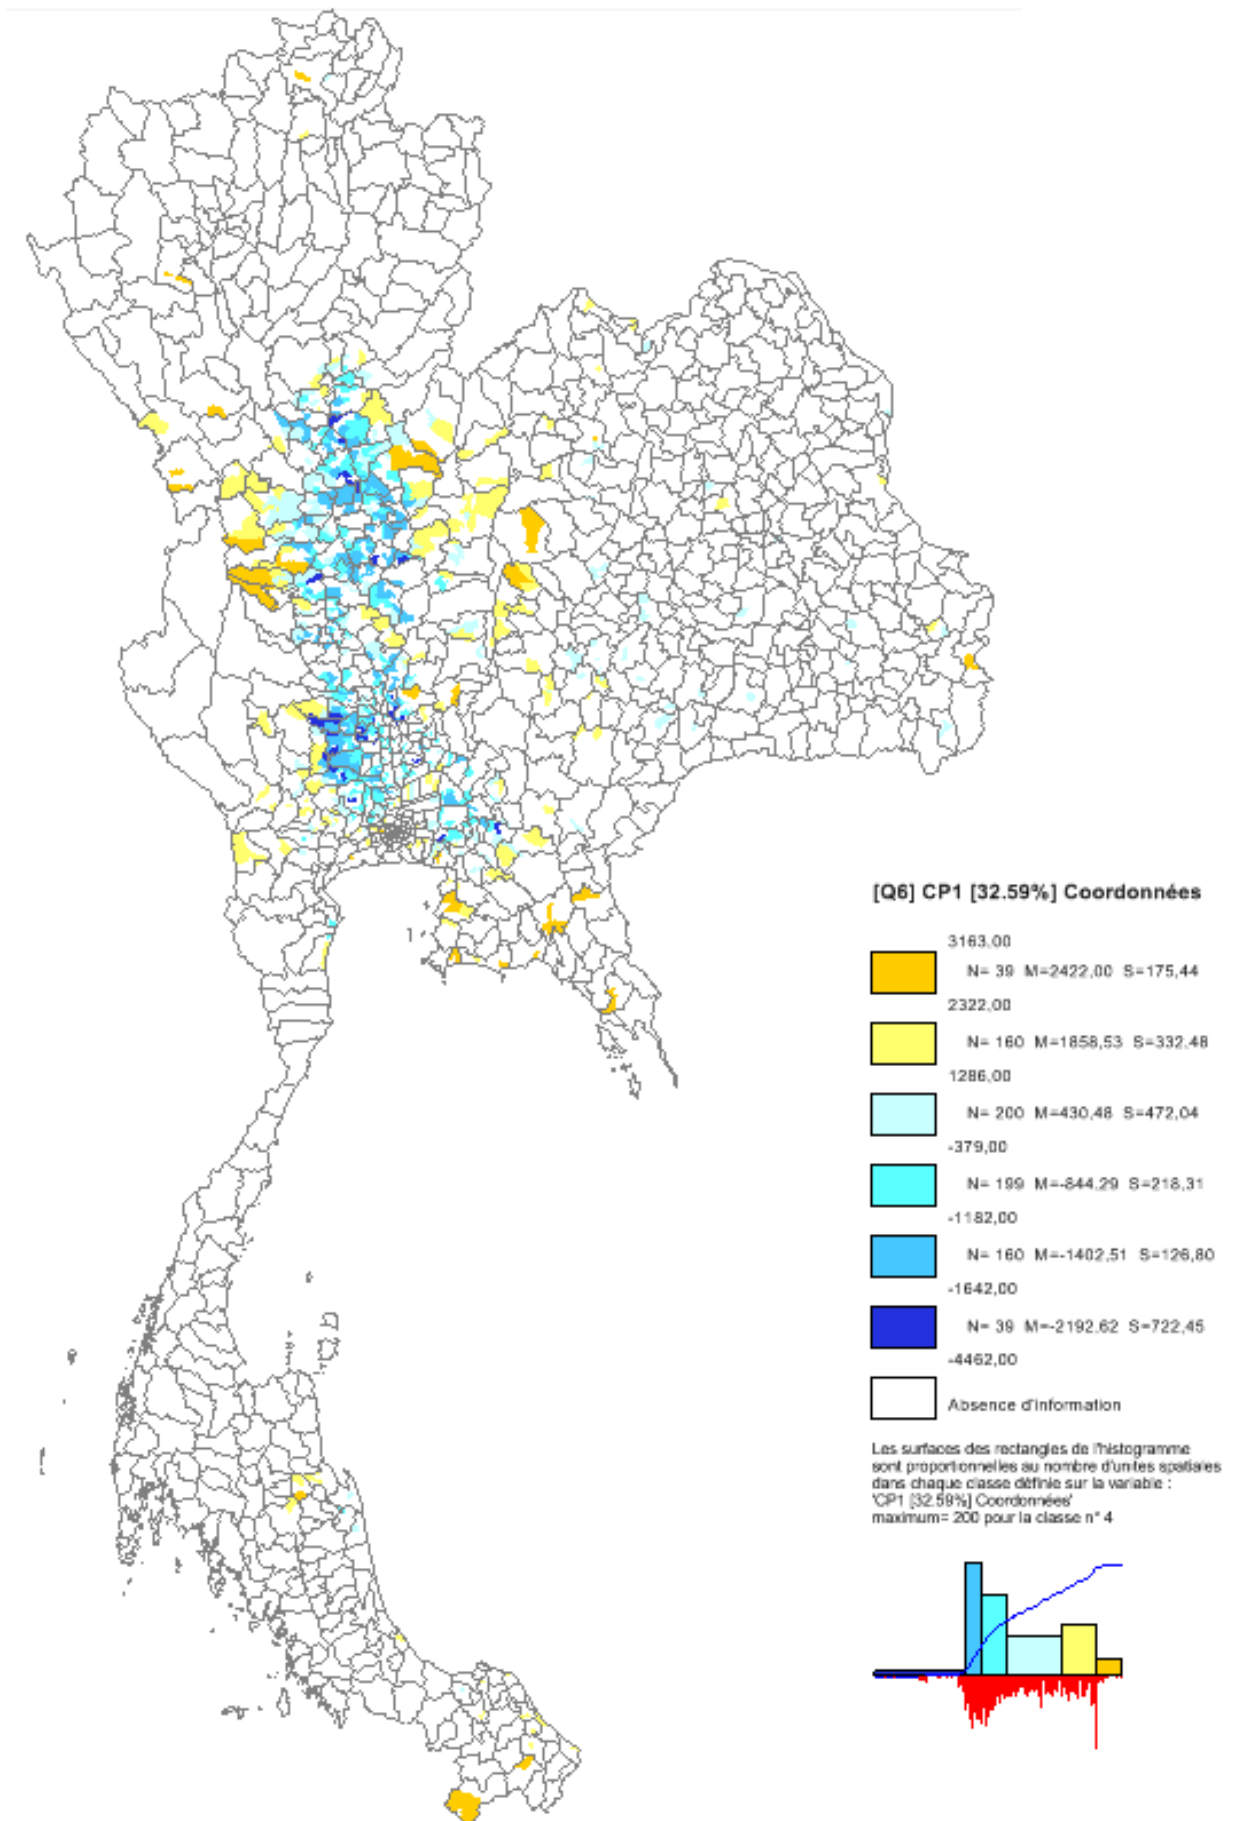 [Q6] CP1 [32.59%] Coordonnées
3163,00
N= 39 M=2422,00 S=175,44
2322,00
N= 160 M=1858,53 S=332,48
1286,00
N= 200 M=430,48 S=472,04
-379,00
N= 199 M=-844,29 S=218,31
-1182,00
N= 160 M=-1402,51 S=126,80
-1642,00
N= 39 M=-2192,62 S=722,45
-4462,00
Absence d'information
Les surfaces des rectangles de l'histogramme
sont proportionnelles au nombre d'unites spatiales
dans chaque classe définie sur la variable :
'CP1 [32.59%] Coordonnées'
maximum= 200 pour la classe n° 4